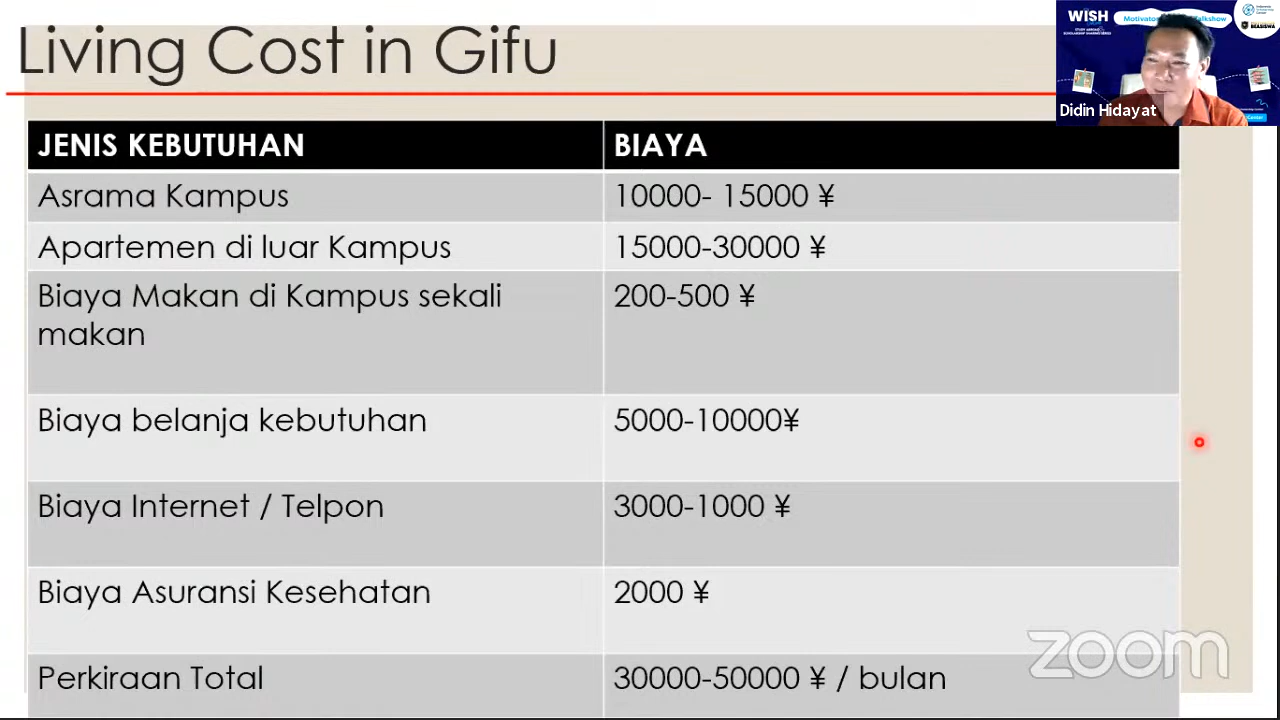 Living Cost in Gifu
WISH
STUDY ABROAD
Didin Hidayat
JENIS KEBUTUHAN BIAYA
Asrama Kampus 10000- 15000 ¥
Apartemen di luar Kampus 15000-30000 ¥
Biaya Makan di Kampus sekali 200-500 ¥
makan
Biaya belanja kebutuhan 5000-10000¥
Biaya Internet / Telpon 3000-1000 ¥
Biaya Asuransi Kesehatan 2000 ¥
Perkiraan Total 30000-50000 ¥ / bulan
zoom